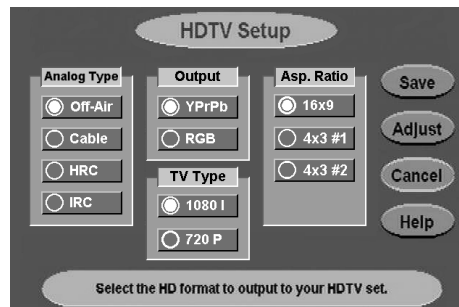 HDTV Setup
Analog Type
Off-Air
Cable
HRC
IRC
Output
YPrPb
RGB
TV Type
1080 I
720 P
Asp. Ratio
16x9
4x3 #1
4x3 #2
Save
Adjust
Cancel
Help
Select the HD format to output to your HDTV set.